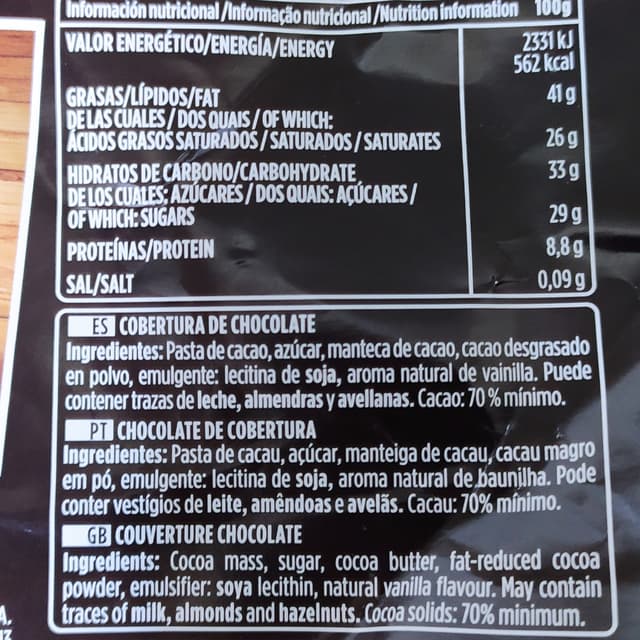 Información nutricional/Informação nutricional/Nutrition information 100g
VALOR ENERGÉTICO/ENERGÍA/ENERGY 2331 kJ
562 kcal
GRASAS/LÍPIDOS/FAT 41 g
DE LAS CUALES/DOS QUAIS/OF WHICH:
ÁCIDOS GRASOS SATURADOS/SATURADOS/SATURATES 26 g
HIDRATOS DE CARBONO/CARBOHYDRATE 33 g
DE LOS CUALES: AZÚCARES/DOS QUAIS: AÇÚCARES/
OF WHICH: SUGARS 29 g
PROTEÍNAS/PROTEIN 8,8 g
SAL/SALT 0,09 g
ES COBERTURA DE CHOCOLATE
Ingredientes: Pasta de cacao, azúcar, manteca de cacao, cacao desgrasado
en polvo, emulgente: lecitina de soja, aroma natural de vainilla. Puede
contener trazas de leche, almendras y avellanas. Cacao: 70 % mínimo.
PT CHOCOLATE DE COBERTURA
Ingredientes: Pasta de cacau, açúcar, manteiga de cacau, cacau magro
em pó, emulgente: lecitina de soja, aroma natural de baunilha. Pode
conter vestígios de leite, amêndoas e avelãs. Cacau: 70% mínimo.
GB COUVERTURE CHOCOLATE
Ingredients: Cocoa mass, sugar, cocoa butter, fat-reduced cocoa
powder, emulsifier: soya lecithin, natural vanilla flavour. May contain
traces of milk, almonds and hazelnuts. Cocoa solids: 70% minimum.